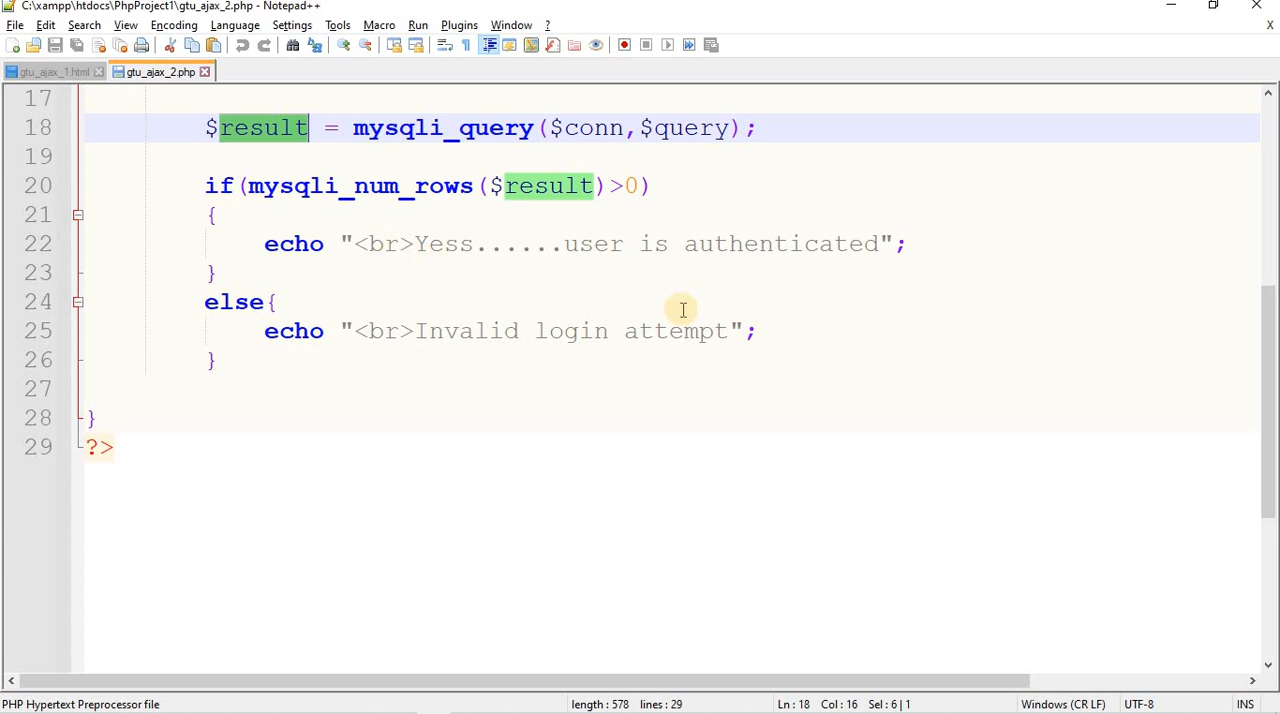 C:\xampp\htdocs\PhpProject1\gtu_ajax_2.php - Notepad++
File Edit Search View Encoding Language Settings Tools Macro Run Plugins Window ? X
gtu_ajax_1.html gtu_ajax_2.php
17
18 $result = mysqli_query($conn,$query);
19
20 if(mysqli_num_rows($result)>0)
21 {
22 echo "<br>Yess......user is authenticated";
23 }
24 else{
25 echo "<br>Invalid login attempt";
26 }
27
28 }
29 ?>
PHP Hypertext Preprocessor file length : 578 lines : 29 Ln : 18 Col : 16 Sel : 6 | 1 Windows (CR LF) UTF-8 INS